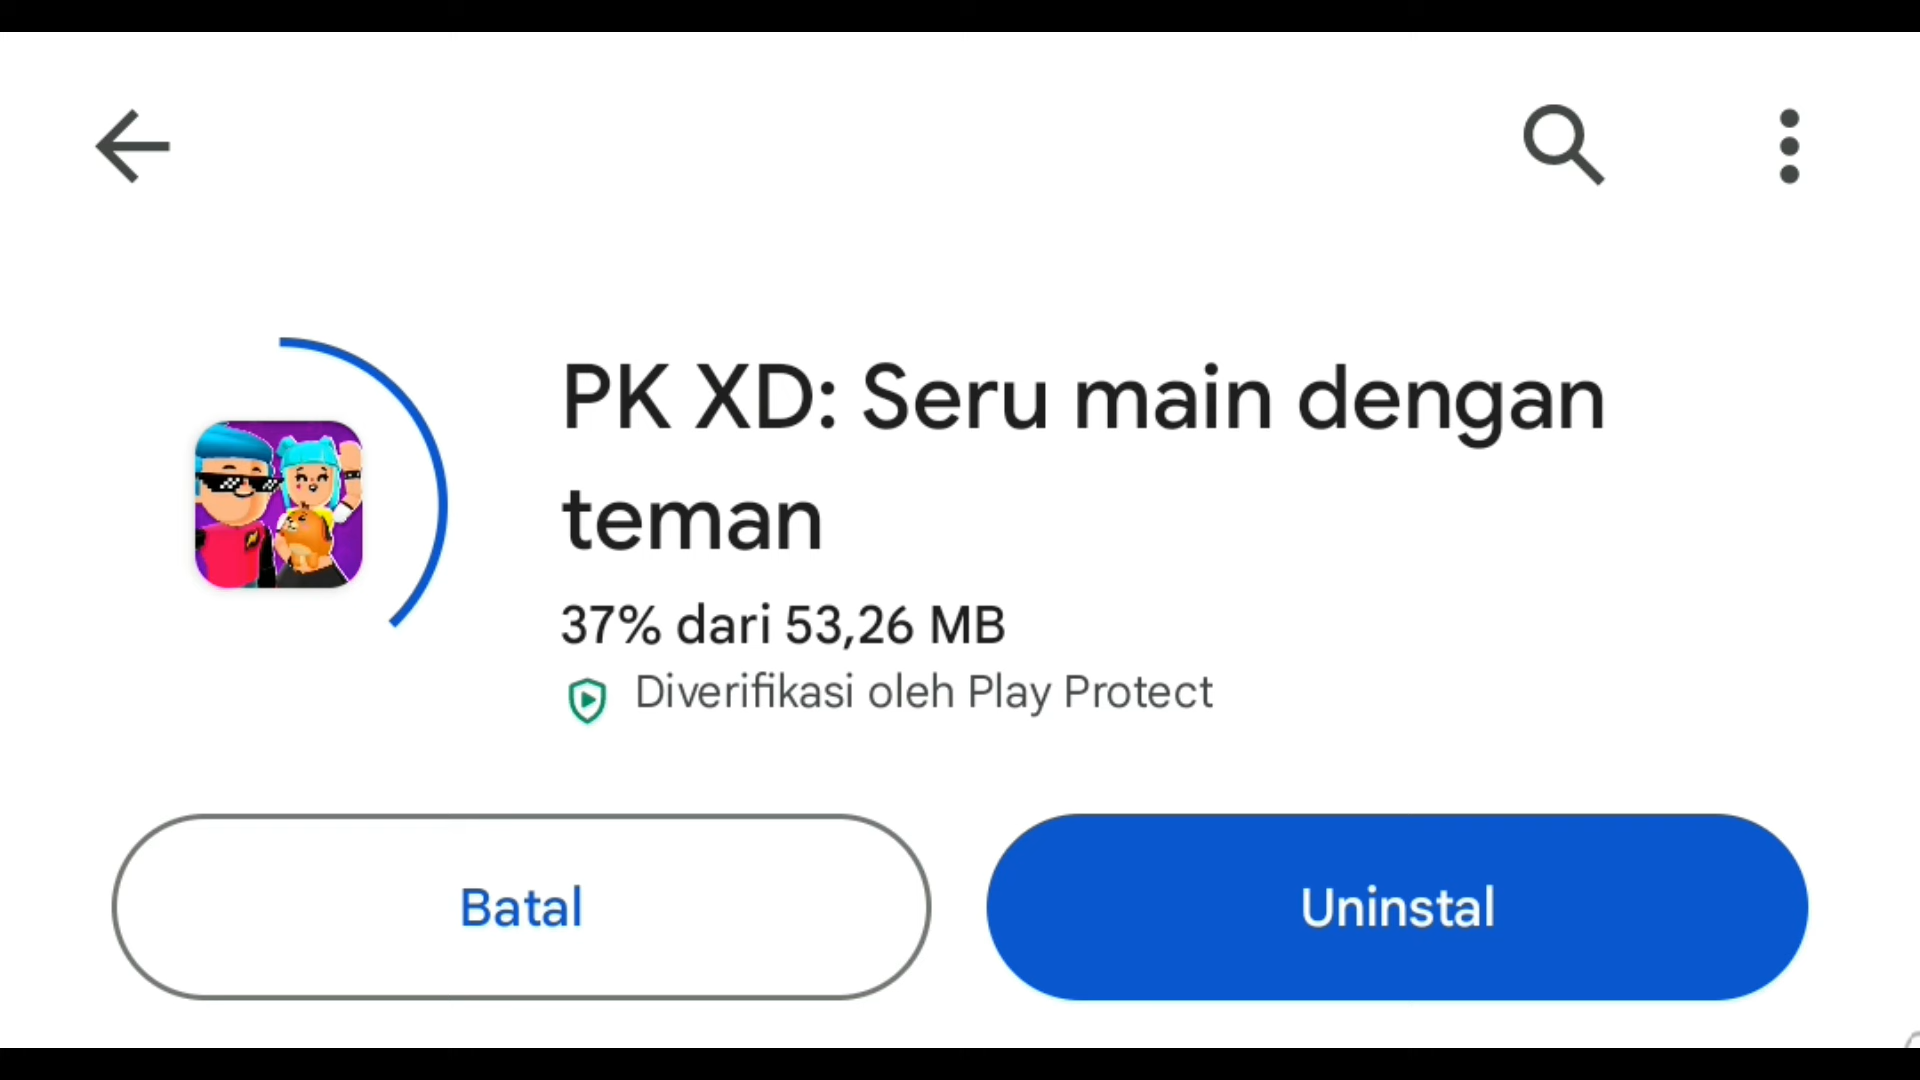 PK XD: Seru main dengan
teman
37% dari 53,26 MB
Diverifikasi oleh Play Protect
Batal
Uninstal